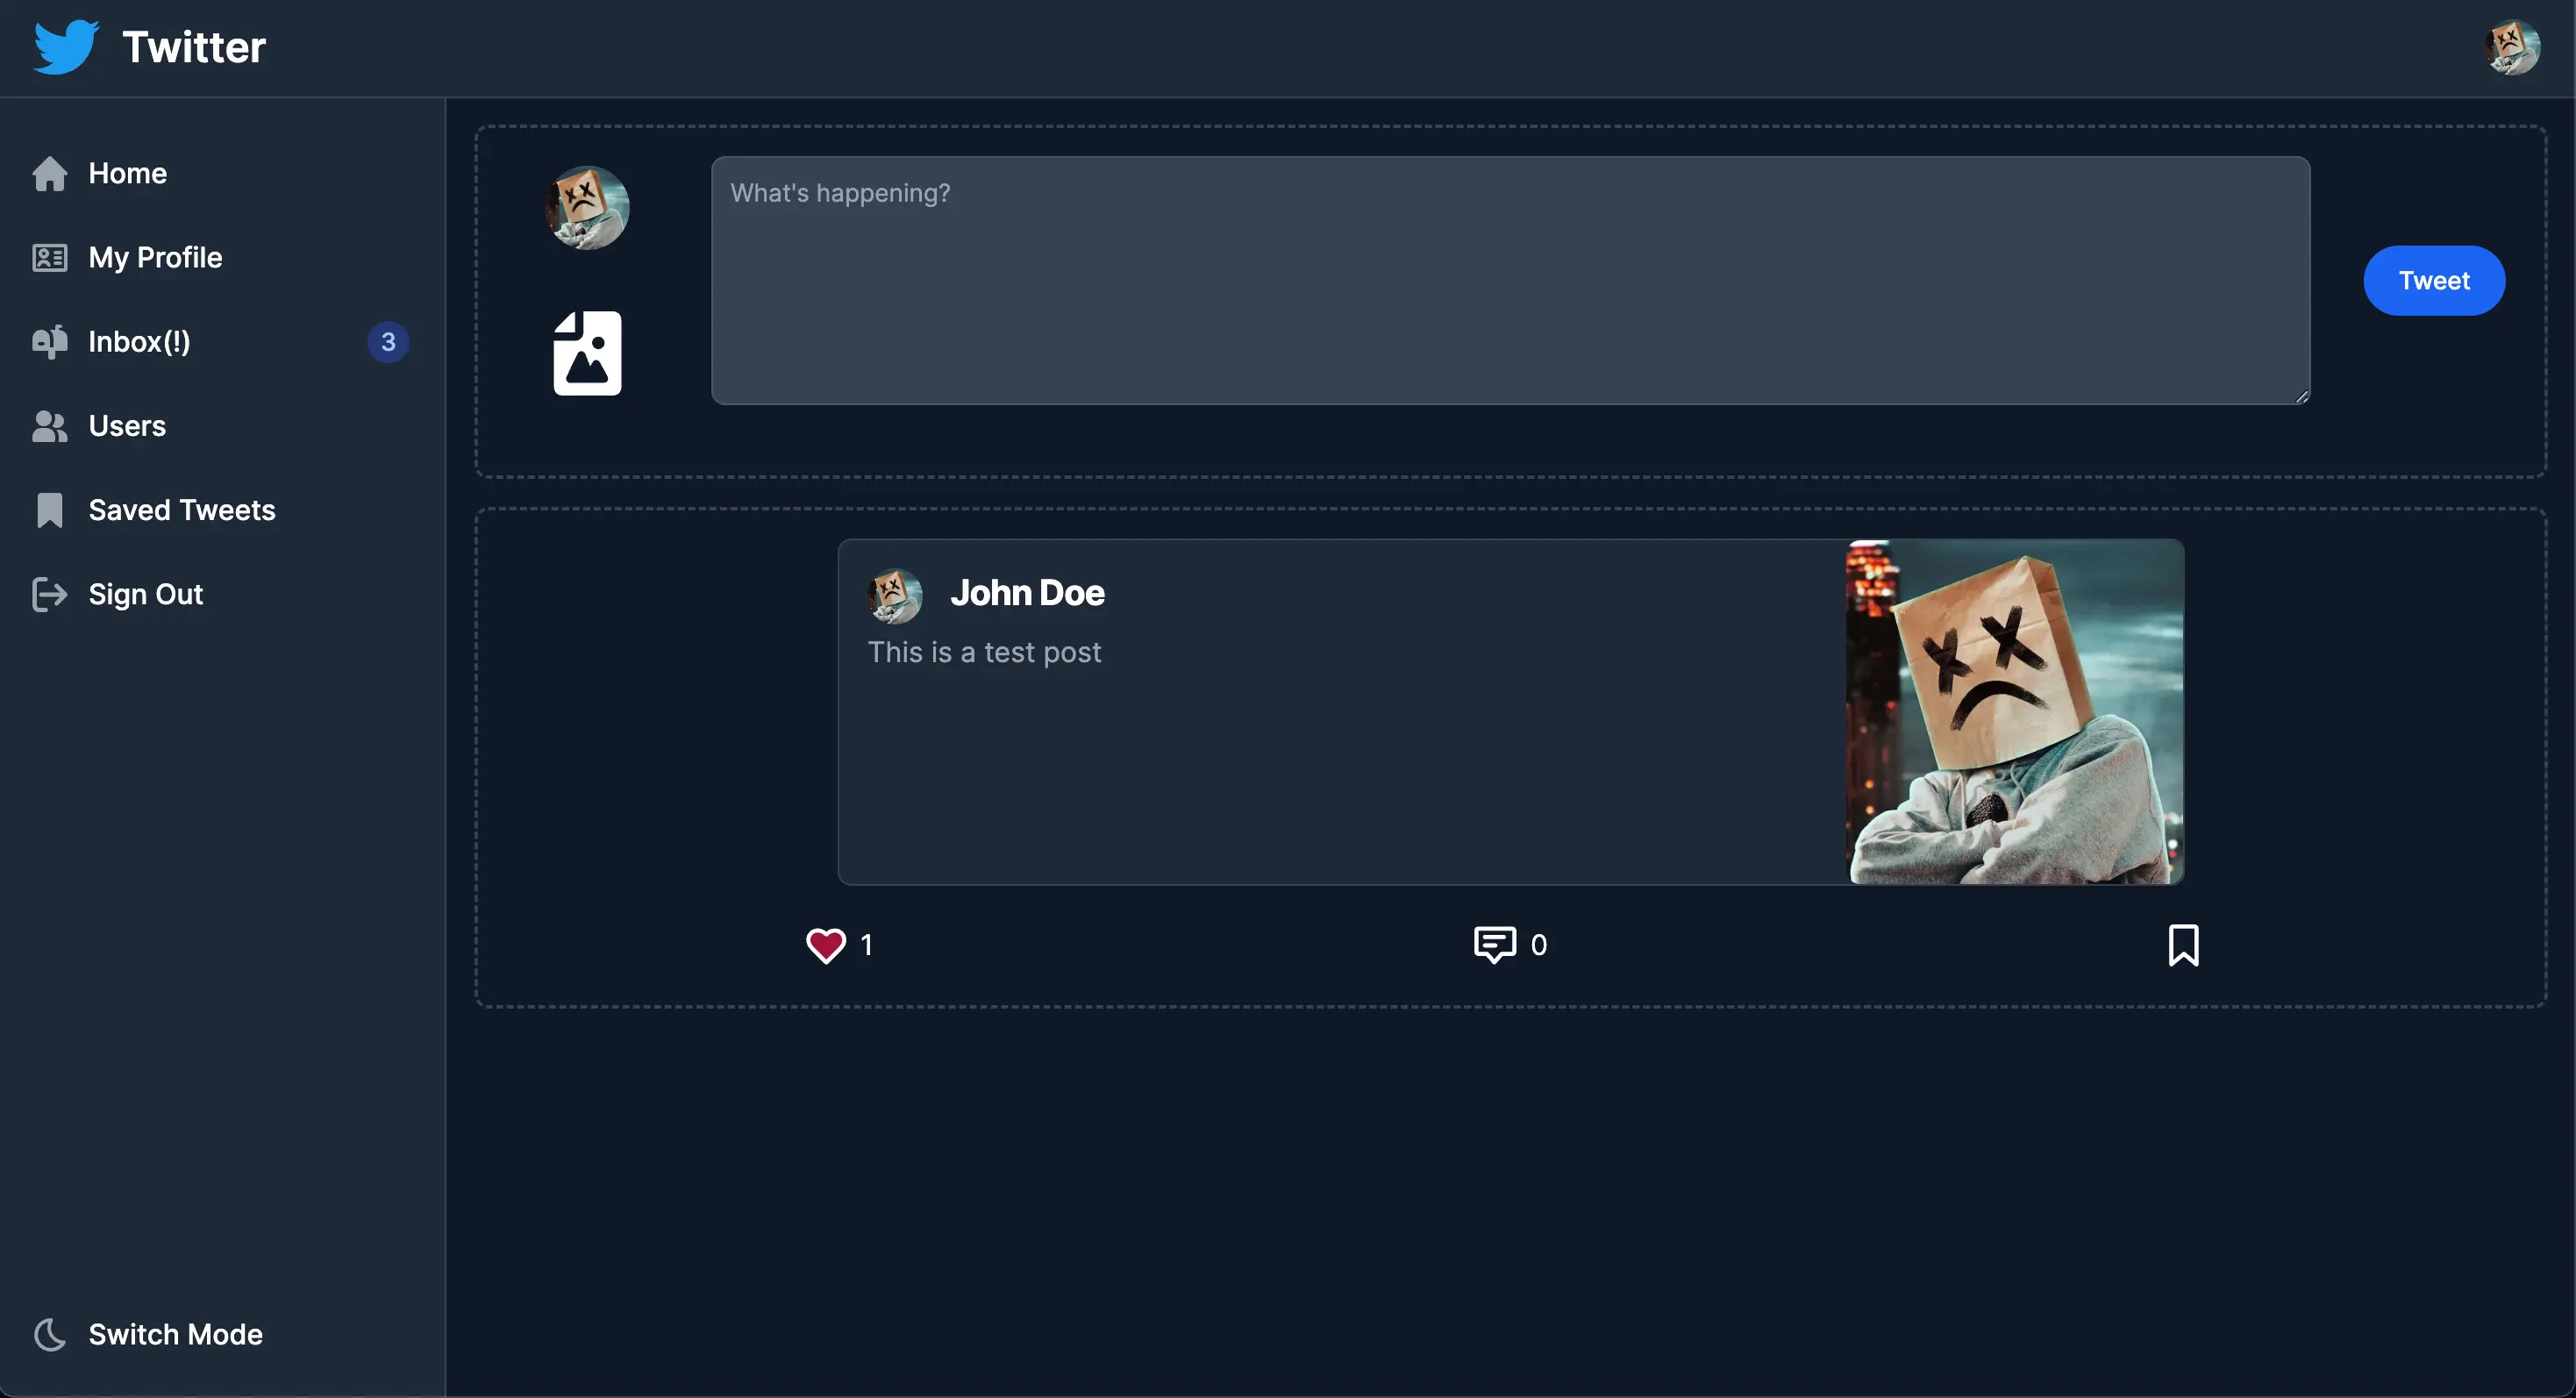 Twitter
Home
My Profile
Inbox(!) 3
Users
Saved Tweets
Sign Out
Switch Mode
What's happening?
Tweet
John Doe
This is a test post
1
0